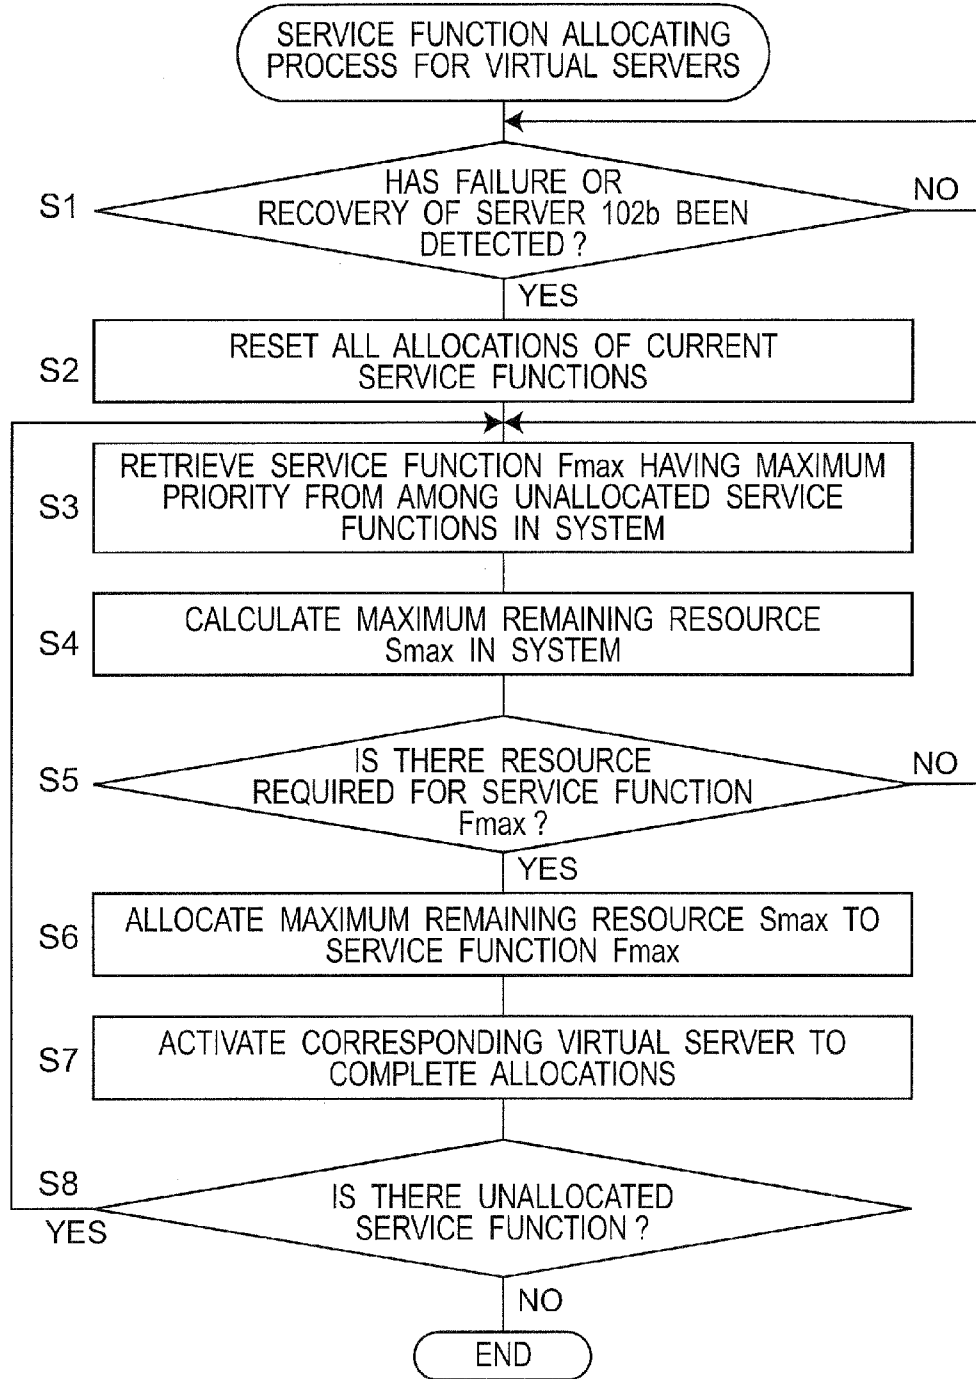 SERVICE FUNCTION ALLOCATING
PROCESS FOR VIRTUAL SERVERS
S1
HAS FAILURE OR
RECOVERY OF SERVER 102b BEEN
DETECTED ?
NO
YES
S2
RESET ALL ALLOCATIONS OF CURRENT
SERVICE FUNCTIONS
S3
RETRIEVE SERVICE FUNCTION Fmax HAVING MAXIMUM
PRIORITY FROM AMONG UNALLOCATED SERVICE
FUNCTIONS IN SYSTEM
S4
CALCULATE MAXIMUM REMAINING RESOURCE
Smax IN SYSTEM
S5
IS THERE RESOURCE
REQUIRED FOR SERVICE FUNCTION
Fmax ?
NO
YES
S6
ALLOCATE MAXIMUM REMAINING RESOURCE Smax TO
SERVICE FUNCTION Fmax
S7
ACTIVATE CORRESPONDING VIRTUAL SERVER TO
COMPLETE ALLOCATIONS
S8
IS THERE UNALLOCATED
SERVICE FUNCTION ?
YES
NO
END